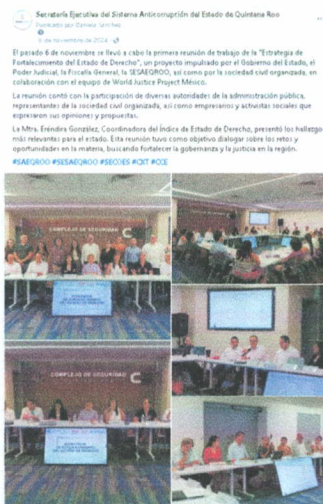 Secretaría Ejecutiva del Sistema Anticorrupción del Estado de Quintana Roo
de noviembre de 2024
El pasado 6 de noviembre se llevó a cabo la primera reunión de trabajo de la "Estrategia de
Fortalecimiento del Estado de Derecho", un proyecto impulsado por el Gobierno del Estado, el
Poder Judicial, la Fiscalía General, la SESAEQROO, así como por la sociedad civil organizada, en
colaboración con el equipo de World Justice Project México.
La reunión contó con la participación de diversas autoridades de la administración pública,
representantes de la sociedad civil organizada, así como empresarios y activistas sociales que
expresaron sus opiniones y propuestas.
La Mtra. Eréndira González, Coordinadora del Índice de Estado de Derecho, presentó los hallazgo
más relevantes para el estado. Esta reunión tuvo como objetivo dialogar sobre los retos y
oportunidades en la materia, buscando fortalecer la gobernanza y la justicia en la región.
#SAEQROO #SESAEQROO
COMPLEJO DE SEGURIDAD C
COMPLEJO DE SEGURIDAD C